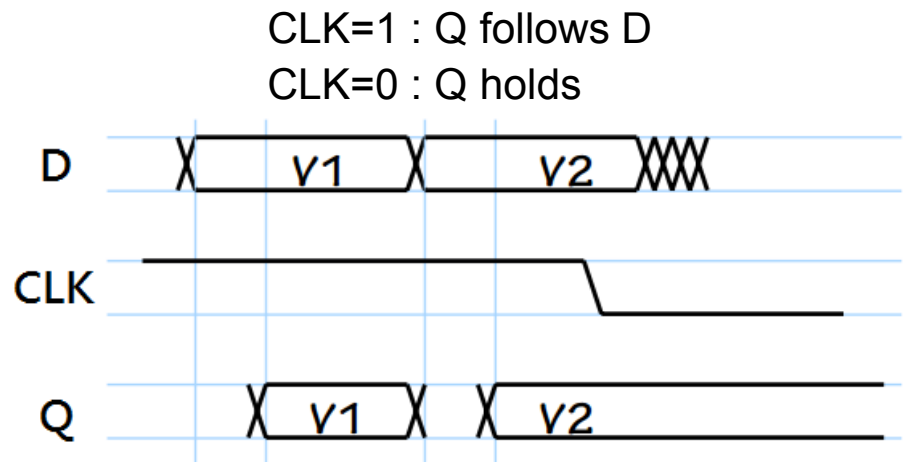 CLK=1 : Q follows D
CLK=0 : Q holds
D V1 V2
CLK
Q V1 V2